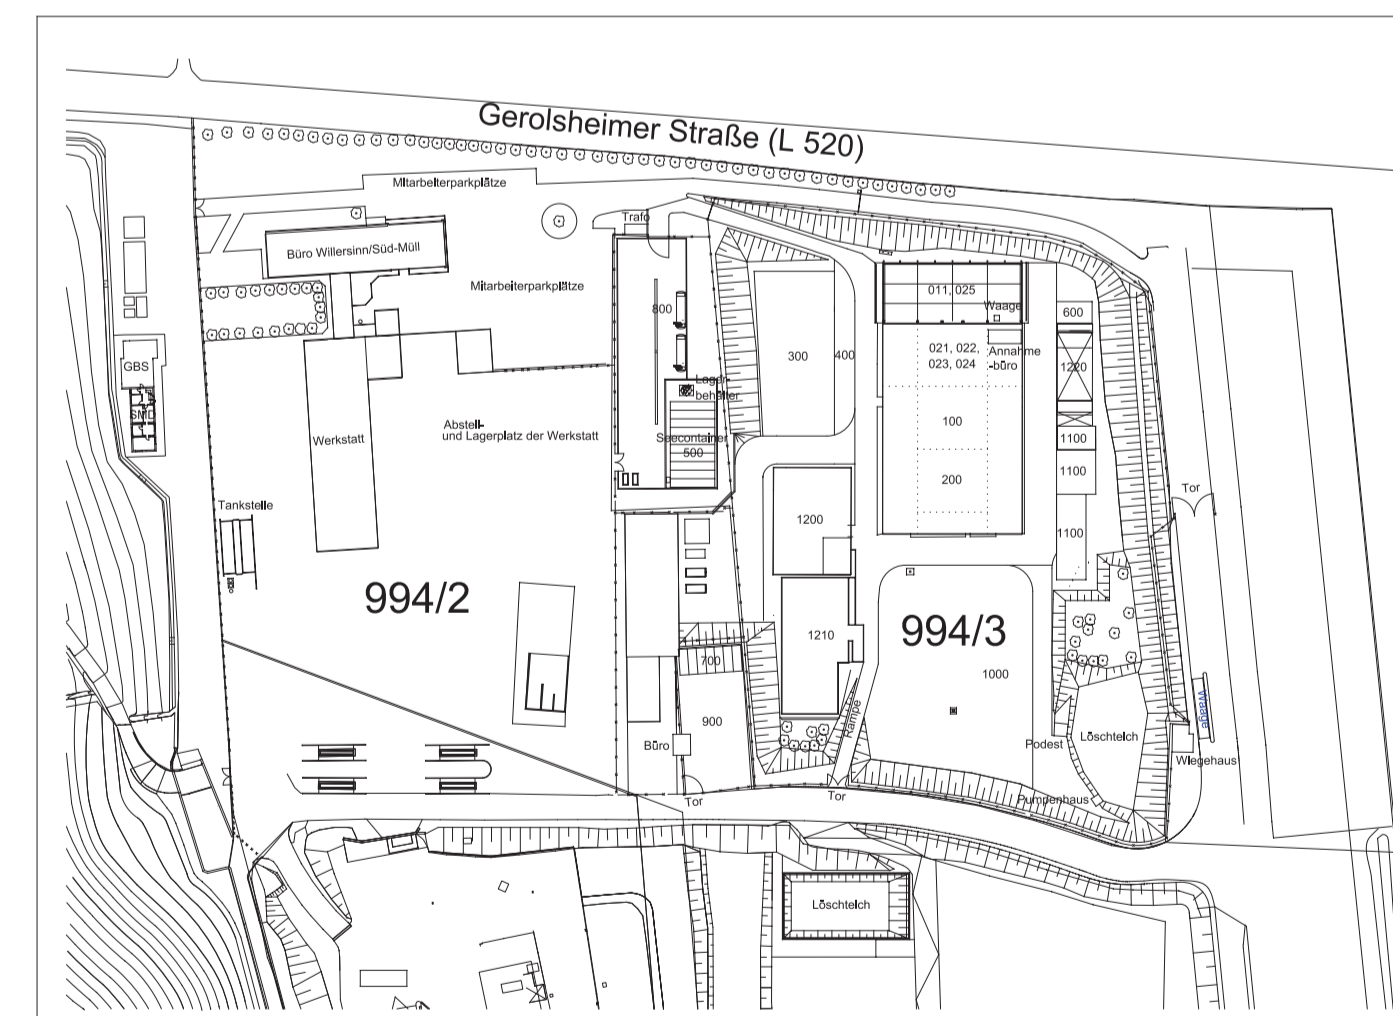 Gerolsheimer Straße (L 520)
Mitarbeiterparkplätze
Trafo
Büro Willersinn/Süd-Müll
Mitarbeiterparkplätze
011, 025
Waage
800
600
300
400
021, 022,
023, 024
Annahme
-büro
1220
GBS
Lager-
behälter
SMD
100
Abstell-
und Lagerplatz der Werkstatt
Werkstatt
Seecontainer
500
1100
1100
200
Tor
Tankstelle
1200
1100
994/2
994/3
1210
700
1000
Waage
900
Rampe
Büro
Podest
Löschteich
Wiegehaus
Tor
Tor
Pumpenhaus
Löschteich